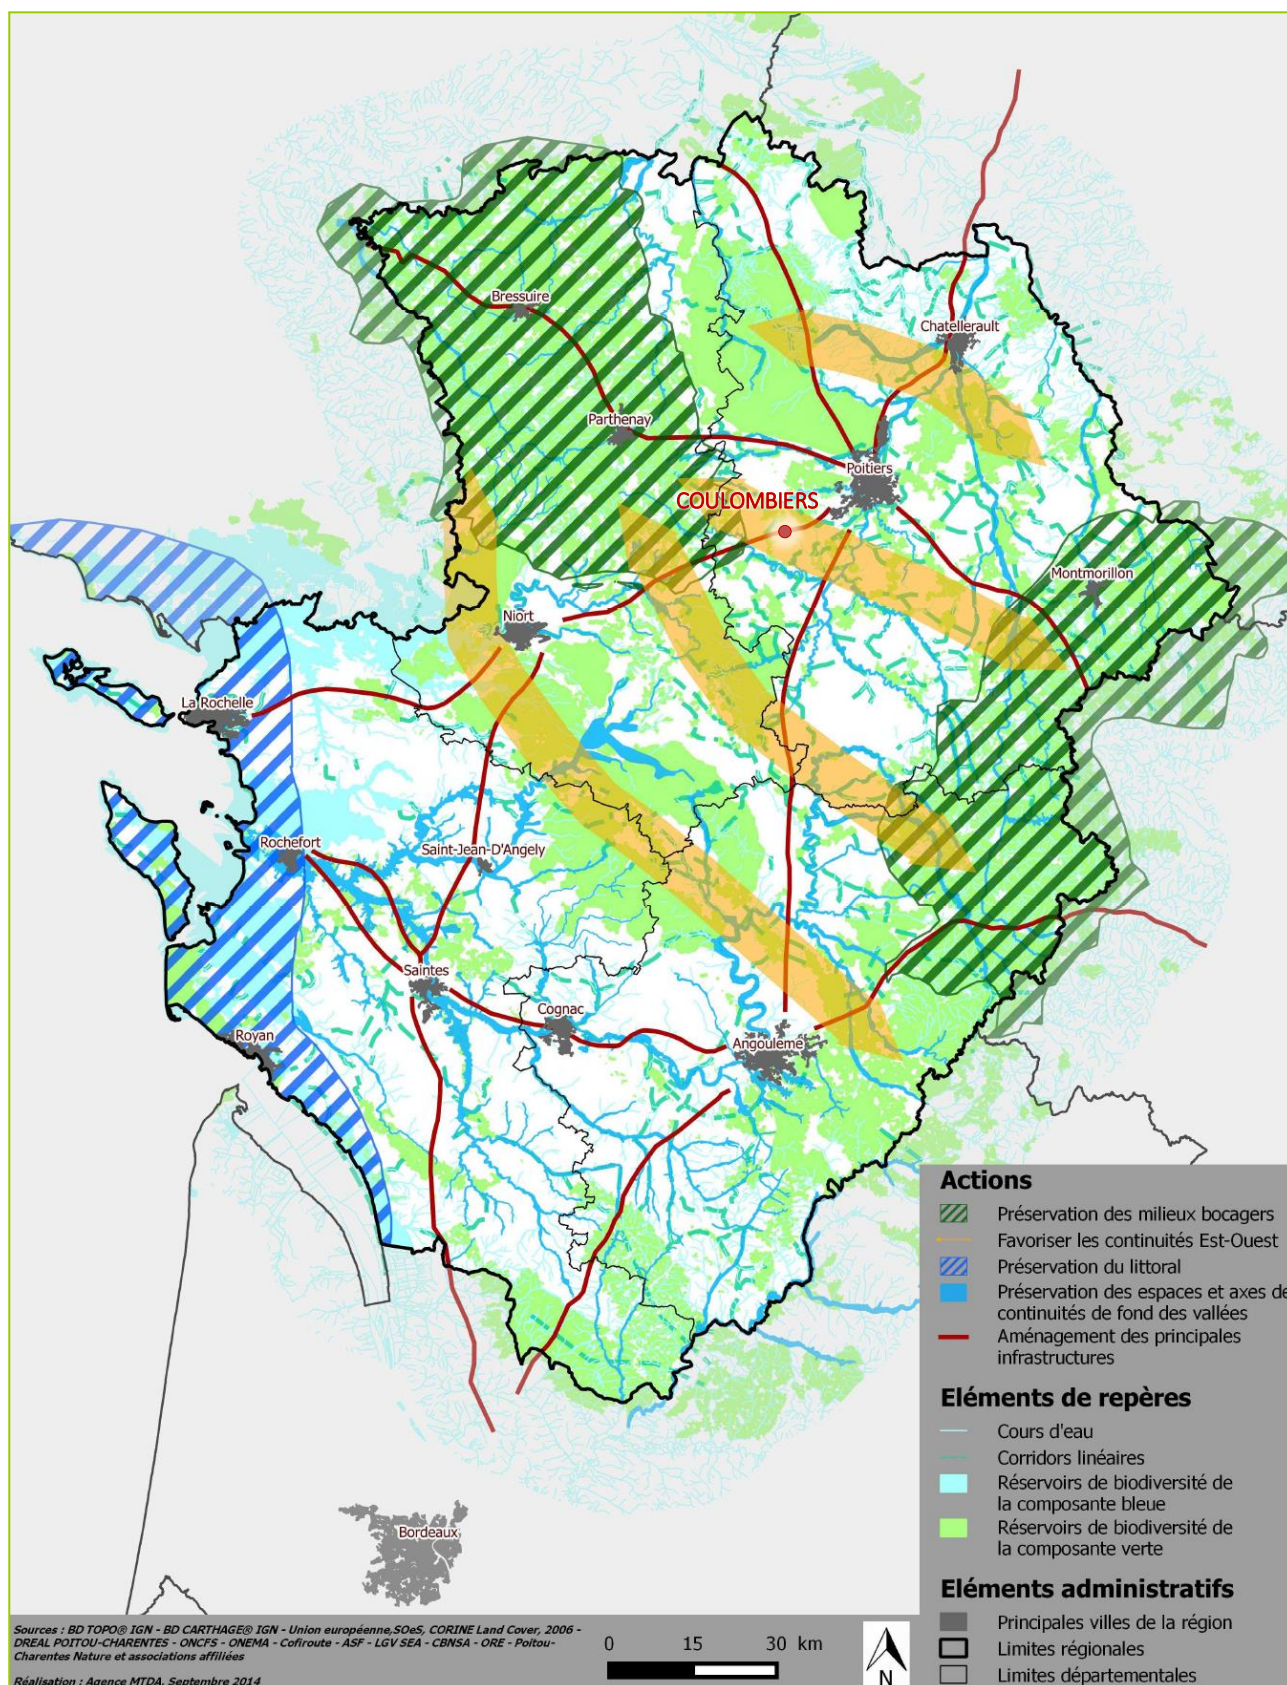 Chatellerault
Bressuire
Parthenay
Poitiers
COULOMBIERS
Montmorillon
Niort
La Rochelle
Rochefort
Saint-Jean-D'Angely
Saintes
Cognac
Royan
Angouleme
Bordeaux
Actions
Préservation des milieux bocagers
Favoriser les continuités Est-Ouest
Préservation du littoral
Préservation des espaces et axes de
continuités de fond des vallées
Aménagement des principales
infrastructures
Eléments de repères
Cours d'eau
Corridors linéaires
Réservoirs de biodiversité de
la composante bleue
Réservoirs de biodiversité de
la composante verte
Eléments administratifs
Principales villes de la région
Limites régionales
Limites départementales
Sources : BD TOPO® IGN - BD CARTHAGE® IGN - Union européenne,SOeS, CORINE Land Cover, 2006 -
DREAL POITOU-CHARENTES - ONCFS - ONEMA - Cofiroute - ASF - LGV SEA - CBNSA - ORE - Poitou-
Charentes Nature et associations affiliées
Réalisation : Agence MTDA, Septembre 2014
0 15 30 km
N